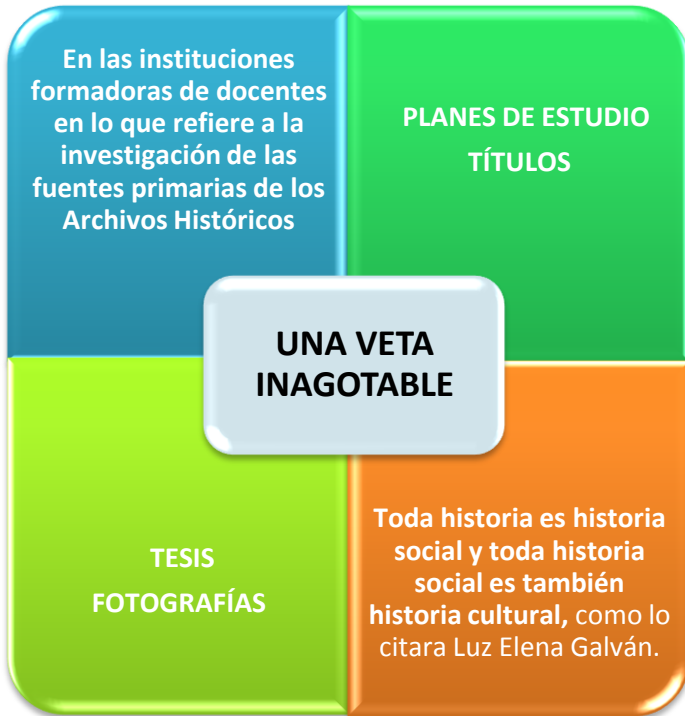 En las instituciones
formadoras de docentes
en lo que refiere a la
investigación de las
fuentes primarias de los
Archivos Históricos
PLANES DE ESTUDIO
TÍTULOS
UNA VETA
INAGOTABLE
TESIS
FOTOGRAFÍAS
Toda historia es historia
social y toda historia
social es también
historia cultural, como lo
citara Luz Elena Galván.